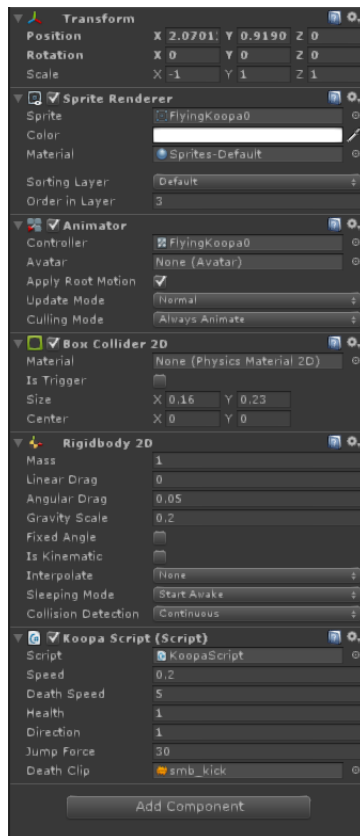 Transform
Position X 2.0701 Y 0.9190 Z 0
Rotation X 0 Y 0 Z 0
Scale X -1 Y 1 Z 1
Sprite Renderer
Sprite FlyingKoopa0
Color
Material Sprites-Default
Sorting Layer Default
Order in Layer 3
Animator
Controller FlyingKoopa0
Avatar None (Avatar)
Apply Root Motion
Update Mode Normal
Culling Mode Always Animate
Box Collider 2D
Material None (Physics Material 2D)
Is Trigger
Size X 0.16 Y 0.23
Center X 0 Y 0
Rigidbody 2D
Mass 1
Linear Drag 0
Angular Drag 0.05
Gravity Scale 0.2
Fixed Angle
Is Kinematic
Interpolate None
Sleeping Mode Start Awake
Collision Detection Continuous
Koopa Script (Script)
Script KoopaScript
Speed 0.2
Death Speed 5
Health 1
Direction 1
Jump Force 30
Death Clip smb_kick
Add Component